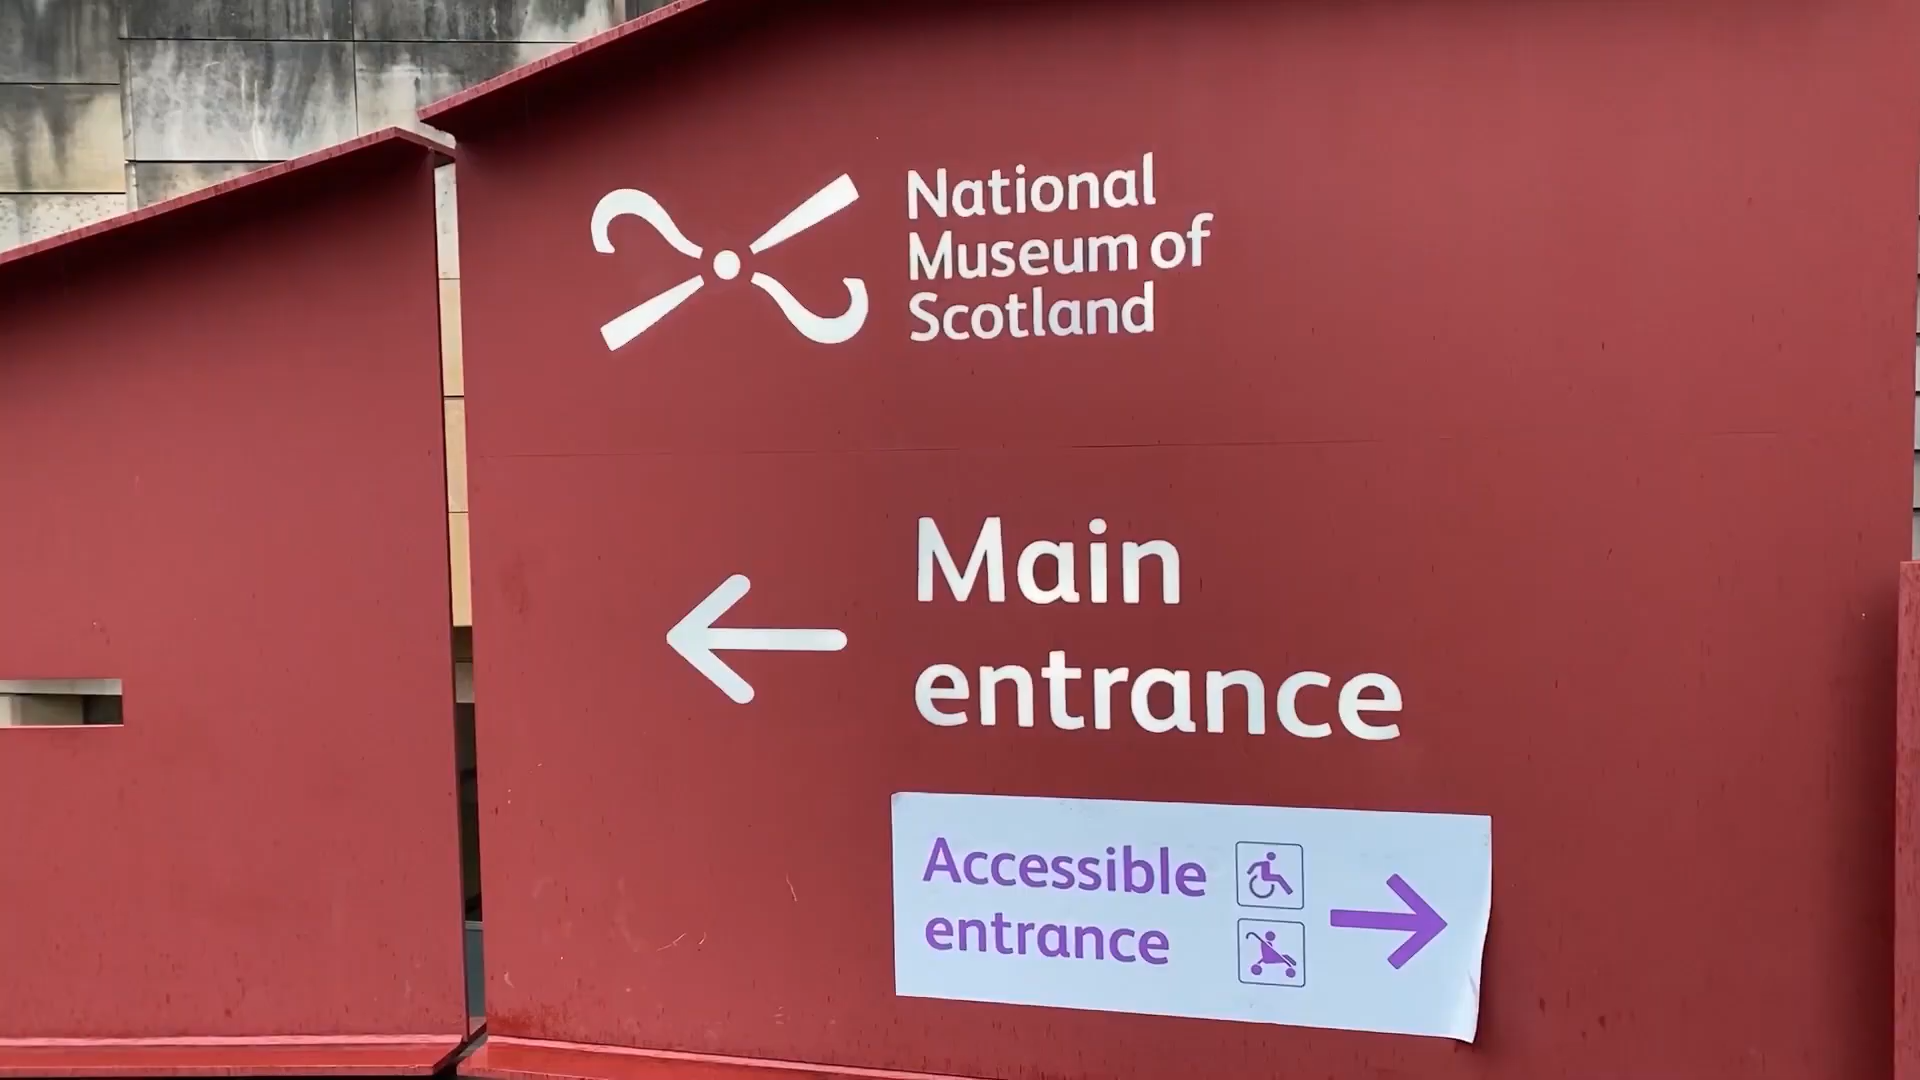 National
Museum of
Scotland
Main
entrance
Accessible
entrance